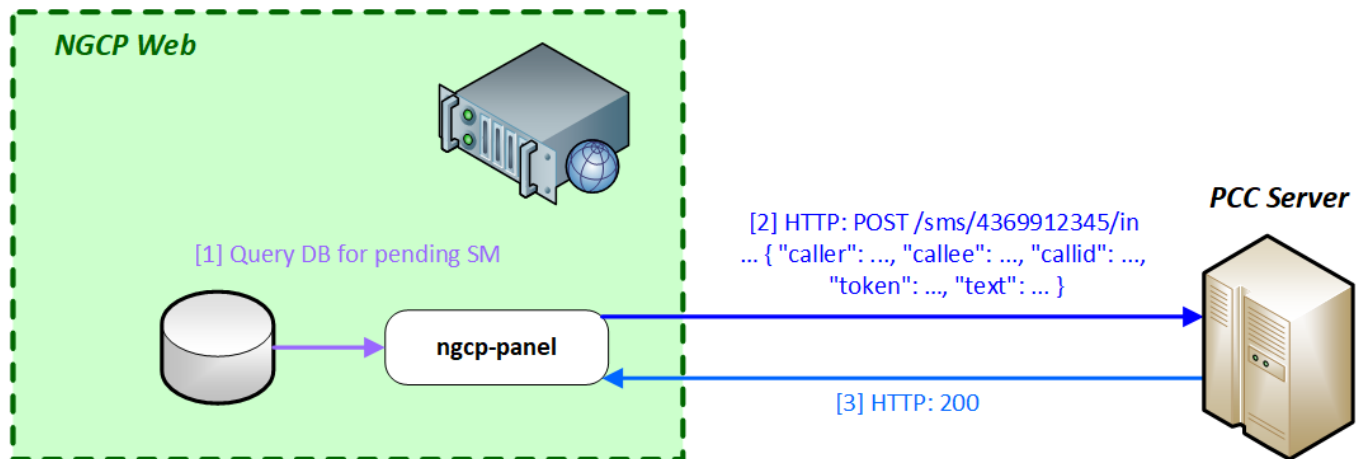 NGCP Web
PCC Server
[2] HTTP: POST /sms/4369912345/in
... { "caller": ..., "callee": ..., "callid": ...,
"token": ..., "text": ... }
[1] Query DB for pending SM
ngcp-panel
[3] HTTP: 200